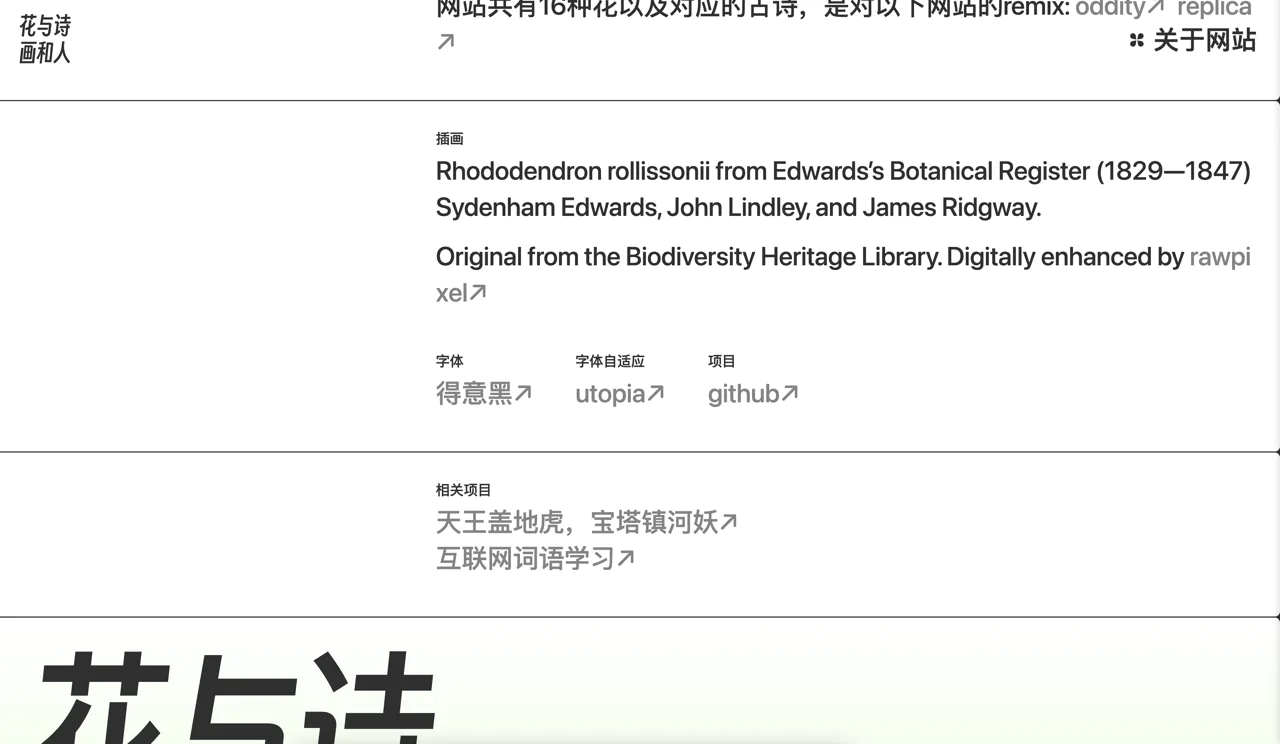 花与诗
画和人
网站共有16种花以及对应的古诗，是对以下网站的remix: oddity↗ replica
↗
关于网站
插画
Rhododendron rollissonii from Edwards’s Botanical Register (1829—1847)
Sydenham Edwards, John Lindley, and James Ridgway.
Original from the Biodiversity Heritage Library. Digitally enhanced by rawpi
xel↗
字体 字体自适应 项目
得意黑↗ utopia↗ github↗
相关项目
天王盖地虎，宝塔镇河妖↗
互联网词语学习↗
花与诗